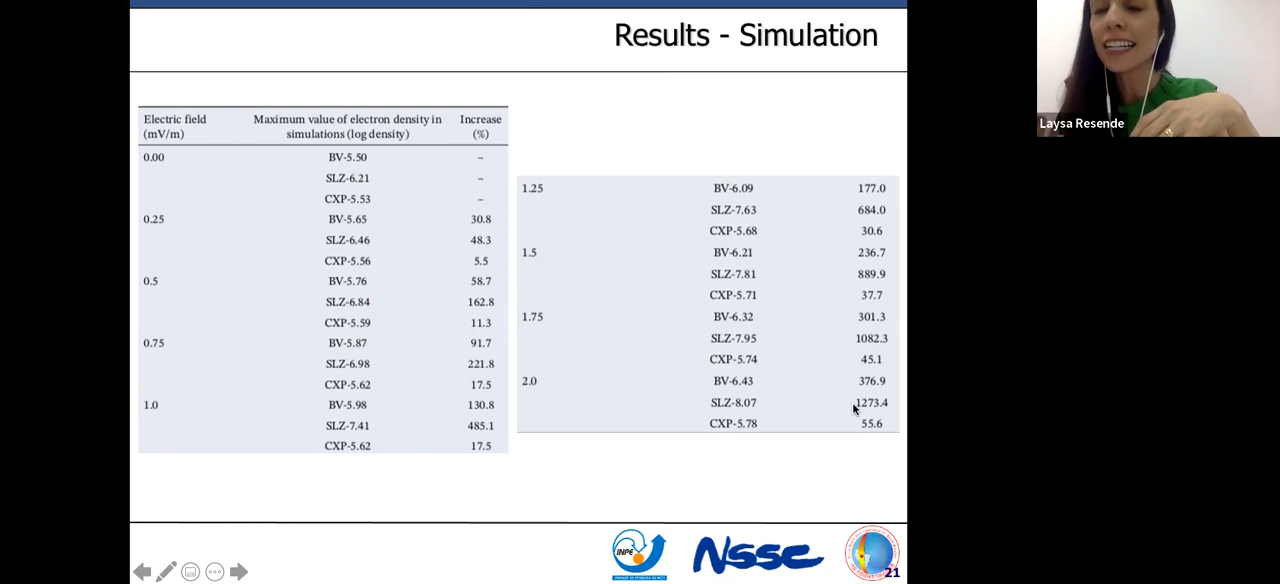 Results - Simulation
Laysa Resende
Electric field (mV/m) Maximum value of electron density in simulations (log density) Increase (%)
0.00 BV-5.50 –
SLZ-6.21 –
CXP-5.53 –
0.25 BV-5.65 30.8
SLZ-6.46 48.3
CXP-5.56 5.5
0.5 BV-5.76 58.7
SLZ-6.84 162.8
CXP-5.59 11.3
0.75 BV-5.87 91.7
SLZ-6.98 221.8
CXP-5.62 17.5
1.0 BV-5.98 130.8
SLZ-7.41 485.1
CXP-5.62 17.5
1.25 BV-6.09 177.0
SLZ-7.63 684.0
CXP-5.68 30.6
1.5 BV-6.21 236.7
SLZ-7.81 889.9
CXP-5.71 37.7
1.75 BV-6.32 301.3
SLZ-7.95 1082.3
CXP-5.74 45.1
2.0 BV-6.43 376.9
SLZ-8.07 1273.4
CXP-5.78 55.6
INPE
NSSC
21